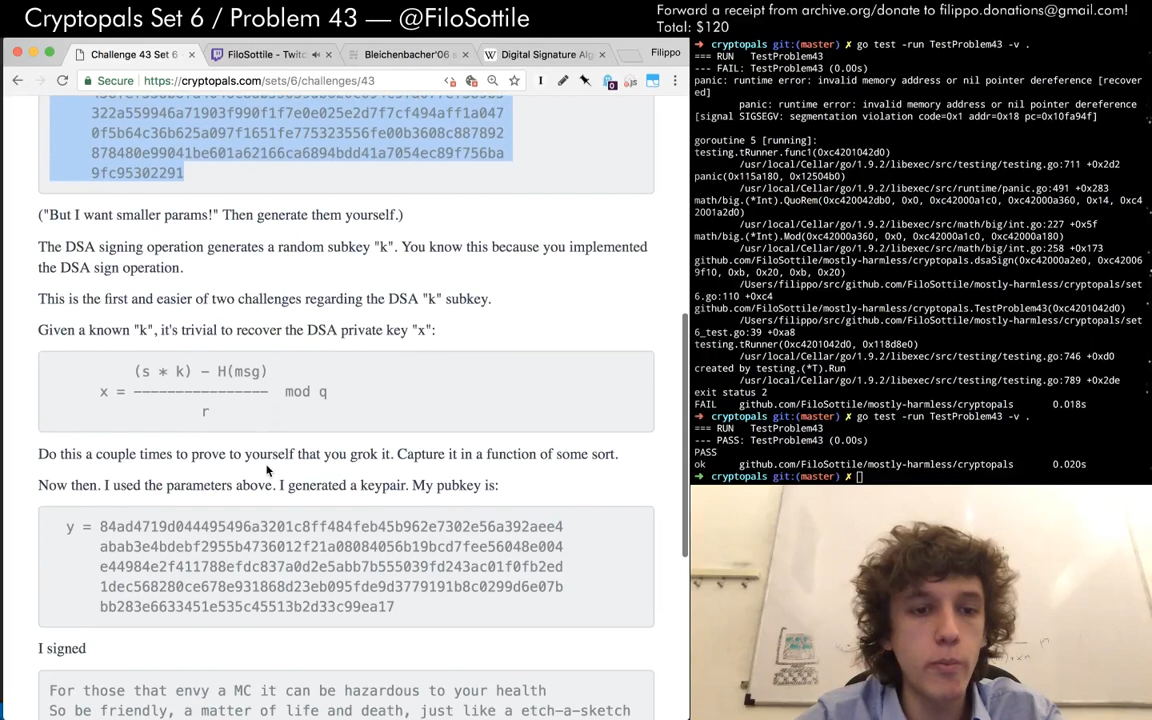 Cryptopals Set 6 / Problem 43 — @FiloSottile
Forward a receipt from archive.org/donate to filippo.donations@gmail.com!
Total: $120
Challenge 43 Set 6
FiloSottile - Twitc
Bleichenbacher'06 s
Digital Signature Alg
Filippo
Secure
https://cryptopals.com/sets/6/challenges/43
322a559946a71903f990f1f7e0e025e2d7f7cf494aff1a047
0f5b64c36b625a097f1651fe775323556fe00b3608c887892
878480e99041be601a62166ca6894bdd41a7054ec89f756ba
9fc95302291
("But I want smaller params!" Then generate them yourself.)
The DSA signing operation generates a random subkey "k". You know this because you implemented
the DSA sign operation.
This is the first and easier of two challenges regarding the DSA "k" subkey.
Given a known "k", it's trivial to recover the DSA private key "x":
(s * k) - H(msg)
x = ---------------- mod q
r
Do this a couple times to prove to yourself that you grok it. Capture it in a function of some sort.
Now then. I used the parameters above. I generated a keypair. My pubkey is:
y = 84ad4719d044495496a3201c8ff484feb45b962e7302e56a392aee4
abab3e4bdebf2955b4736012f21a08084056b19bcd7fee56048e004
e44984e2f411788efdc837a0d2e5abb7b555039fd243ac01f0fb2ed
1dec568280ce678e931868d23eb095fde9d3779191b8c0299d6e07b
bb283e6633451e535c45513b2d33c99ea17
I signed
For those that envy a MC it can be hazardous to your health
So be friendly, a matter of life and death, just like a etch-a-sketch
➜ cryptopals git:(master) ✗ go test -run TestProblem43 -v .
=== RUN TestProblem43
--- FAIL: TestProblem43 (0.00s)
panic: runtime error: invalid memory address or nil pointer dereference [recover
ed]
panic: runtime error: invalid memory address or nil pointer dereference
[signal SIGSEGV: segmentation violation code=0x1 addr=0x18 pc=0x10fa94f]
goroutine 5 [running]:
testing.tRunner.func1(0xc4201042d0)
/usr/local/Cellar/go/1.9.2/libexec/src/testing/testing.go:711 +0x2d2
panic(0x115a180, 0x12504b0)
/usr/local/Cellar/go/1.9.2/libexec/src/runtime/panic.go:491 +0x283
math/big.(*Int).QuoRem(0xc420042db0, 0x0, 0xc42000a1c0, 0xc42000a360, 0x14, 0xc4
2001a2d0)
/usr/local/Cellar/go/1.9.2/libexec/src/math/big/int.go:227 +0x5f
math/big.(*Int).Mod(0xc42000a360, 0x0, 0xc42000a1c0, 0xc42000a180)
/usr/local/Cellar/go/1.9.2/libexec/src/math/big/int.go:258 +0x173
github.com/FiloSottile/mostly-harmless/cryptopals.dsaSign(0xc42000a2e0, 0xc42006
9f10, 0xb, 0x20, 0xb, 0x20)
/Users/filippo/src/github.com/FiloSottile/mostly-harmless/cryptopals/set
6.go:110 +0xc4
github.com/FiloSottile/mostly-harmless/cryptopals.TestProblem43(0xc4201042d0)
/Users/filippo/src/github.com/FiloSottile/mostly-harmless/cryptopals/set
6_test.go:39 +0xa8
testing.tRunner(0xc4201042d0, 0x118d8e0)
/usr/local/Cellar/go/1.9.2/libexec/src/testing/testing.go:746 +0xd0
created by testing.(*T).Run
/usr/local/Cellar/go/1.9.2/libexec/src/testing/testing.go:789 +0x2de
exit status 2
FAIL github.com/FiloSottile/mostly-harmless/cryptopals 0.018s
➜ cryptopals git:(master) ✗ go test -run TestProblem43 -v .
=== RUN TestProblem43
--- PASS: TestProblem43 (0.00s)
PASS
ok github.com/FiloSottile/mostly-harmless/cryptopals 0.020s
➜ cryptopals git:(master) ✗